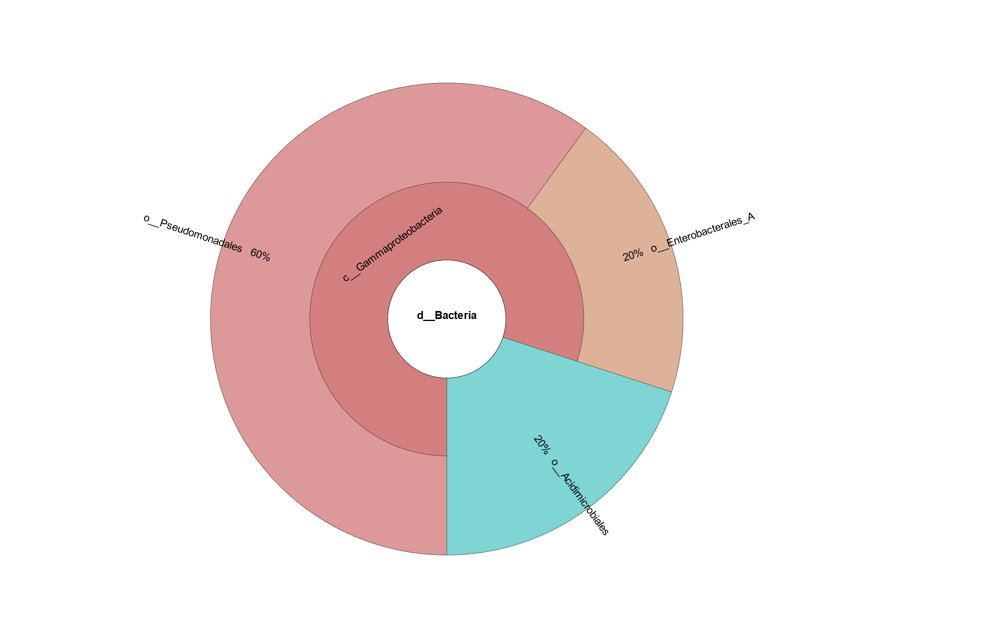 c__Gammaproteobacteria
o__Pseudomonadales 60%
20% o__Enterobacterales_A
d__Bacteria
20% o__Acidimicrobiales